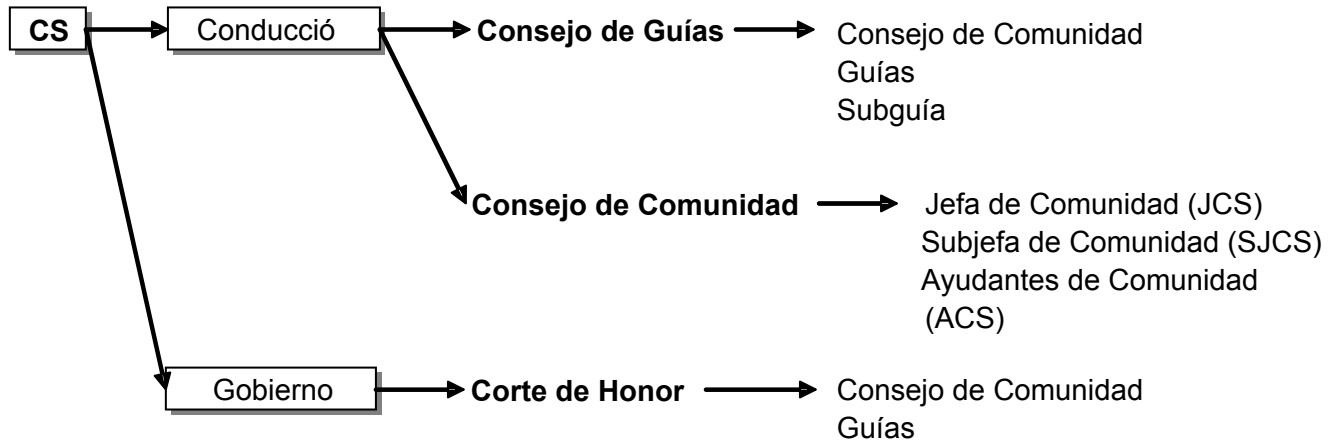 CS
Conducció
Consejo de Guías
Consejo de Comunidad
Guías
Subguía
Consejo de Comunidad
Jefa de Comunidad (JCS)
Subjefa de Comunidad (SJCS)
Ayudantes de Comunidad
(ACS)
Gobierno
Corte de Honor
Consejo de Comunidad
Guías